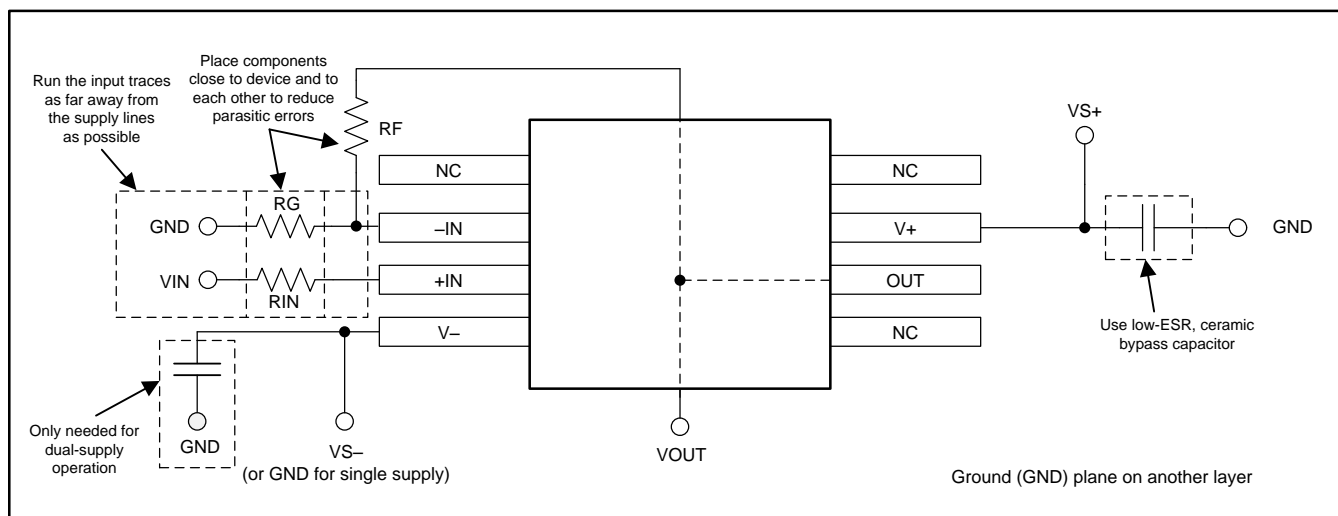 Place components
close to device and to
each other to reduce
parasitic errors
Run the input traces
as far away from
the supply lines
as possible
RF
VS+
NC
NC
RG
GND
–IN
V+
GND
VIN
+IN
OUT
RIN
V–
NC
Use low-ESR, ceramic
bypass capacitor
Only needed for
dual-supply
operation
GND
VS–
(or GND for single supply)
VOUT
Ground (GND) plane on another layer